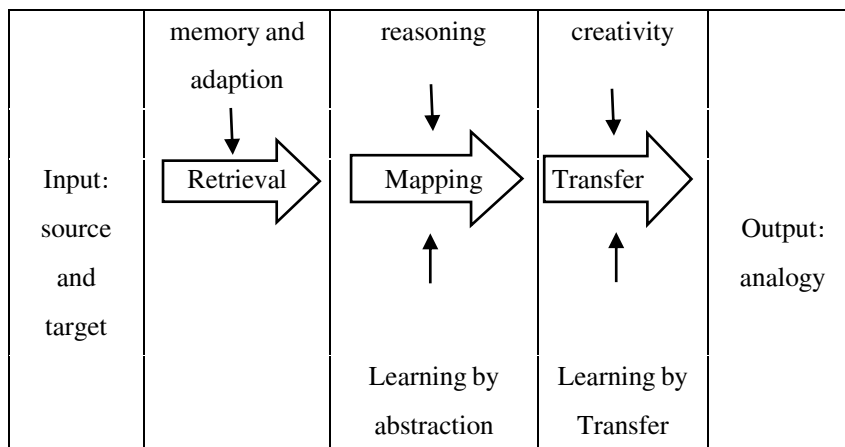 memory and
adaption
reasoning
creativity
Input:
source
and
target
Retrieval
Mapping
Transfer
Output:
analogy
Learning by
abstraction
Learning by
Transfer